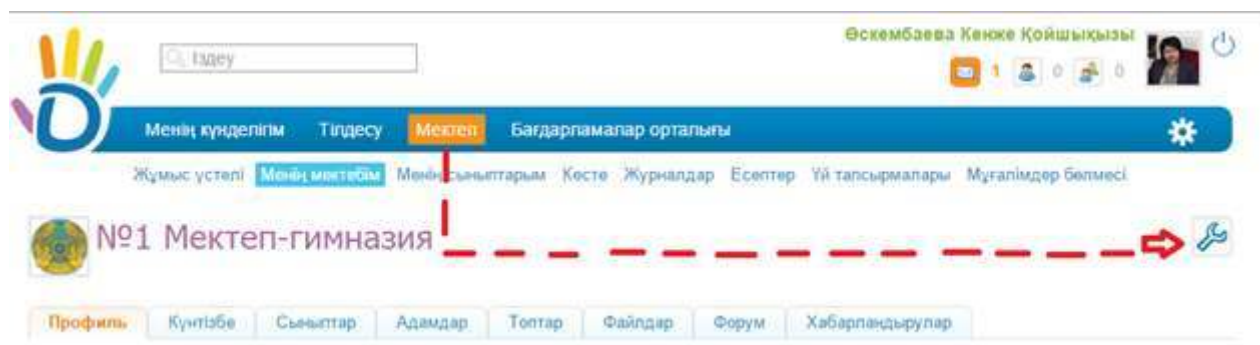 Өскембаева Кенже Қойшықызы
Іздеу
1 0 0
Менің күнделігім Тілдесу Мектеп Бағдарламалар орталығы
Жұмыс үстелі Менің мектебім Менің сыныптарым Кесте Журналдар Есептер Үй тапсырмалары Мұғалімдер бөлмесі
№1 Мектеп-гимназия
Профиль Күнтізбе Сыныптар Адамдар Топтар Файлдар Форум Хабарландырулар